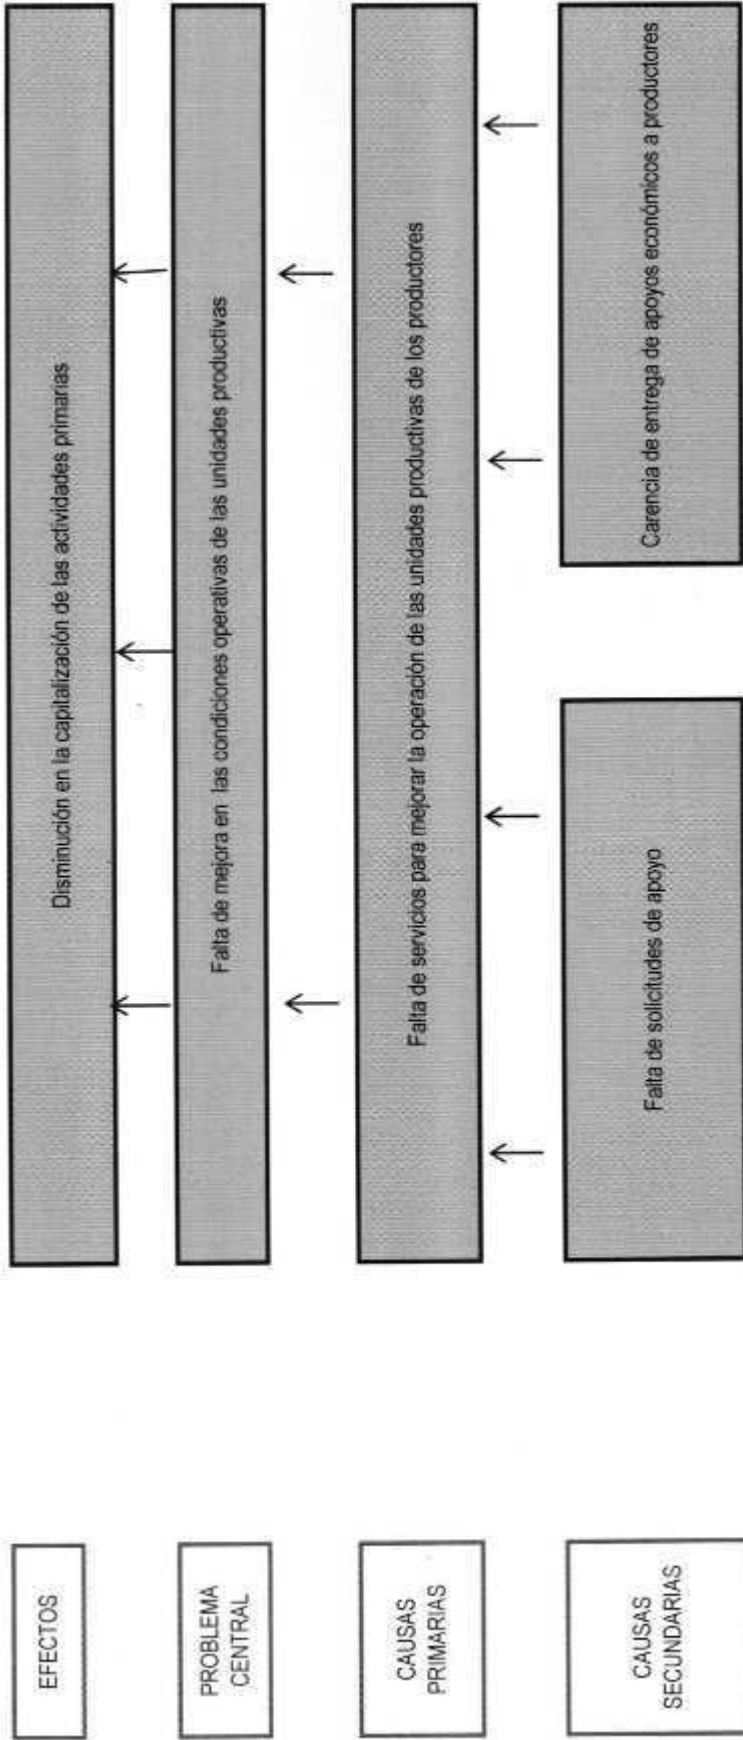 EFECTOS
Disminución en la capitalización de las actividades primarias
PROBLEMA
CENTRAL
Falta de mejora en las condiciones operativas de las unidades productivas
CAUSAS
PRIMARIAS
Falta de servicios para mejorar la operación de las unidades productivas de los productores
CAUSAS
SECUNDARIAS
Falta de solicitudes de apoyo
Carencia de entrega de apoyos económicos a productores